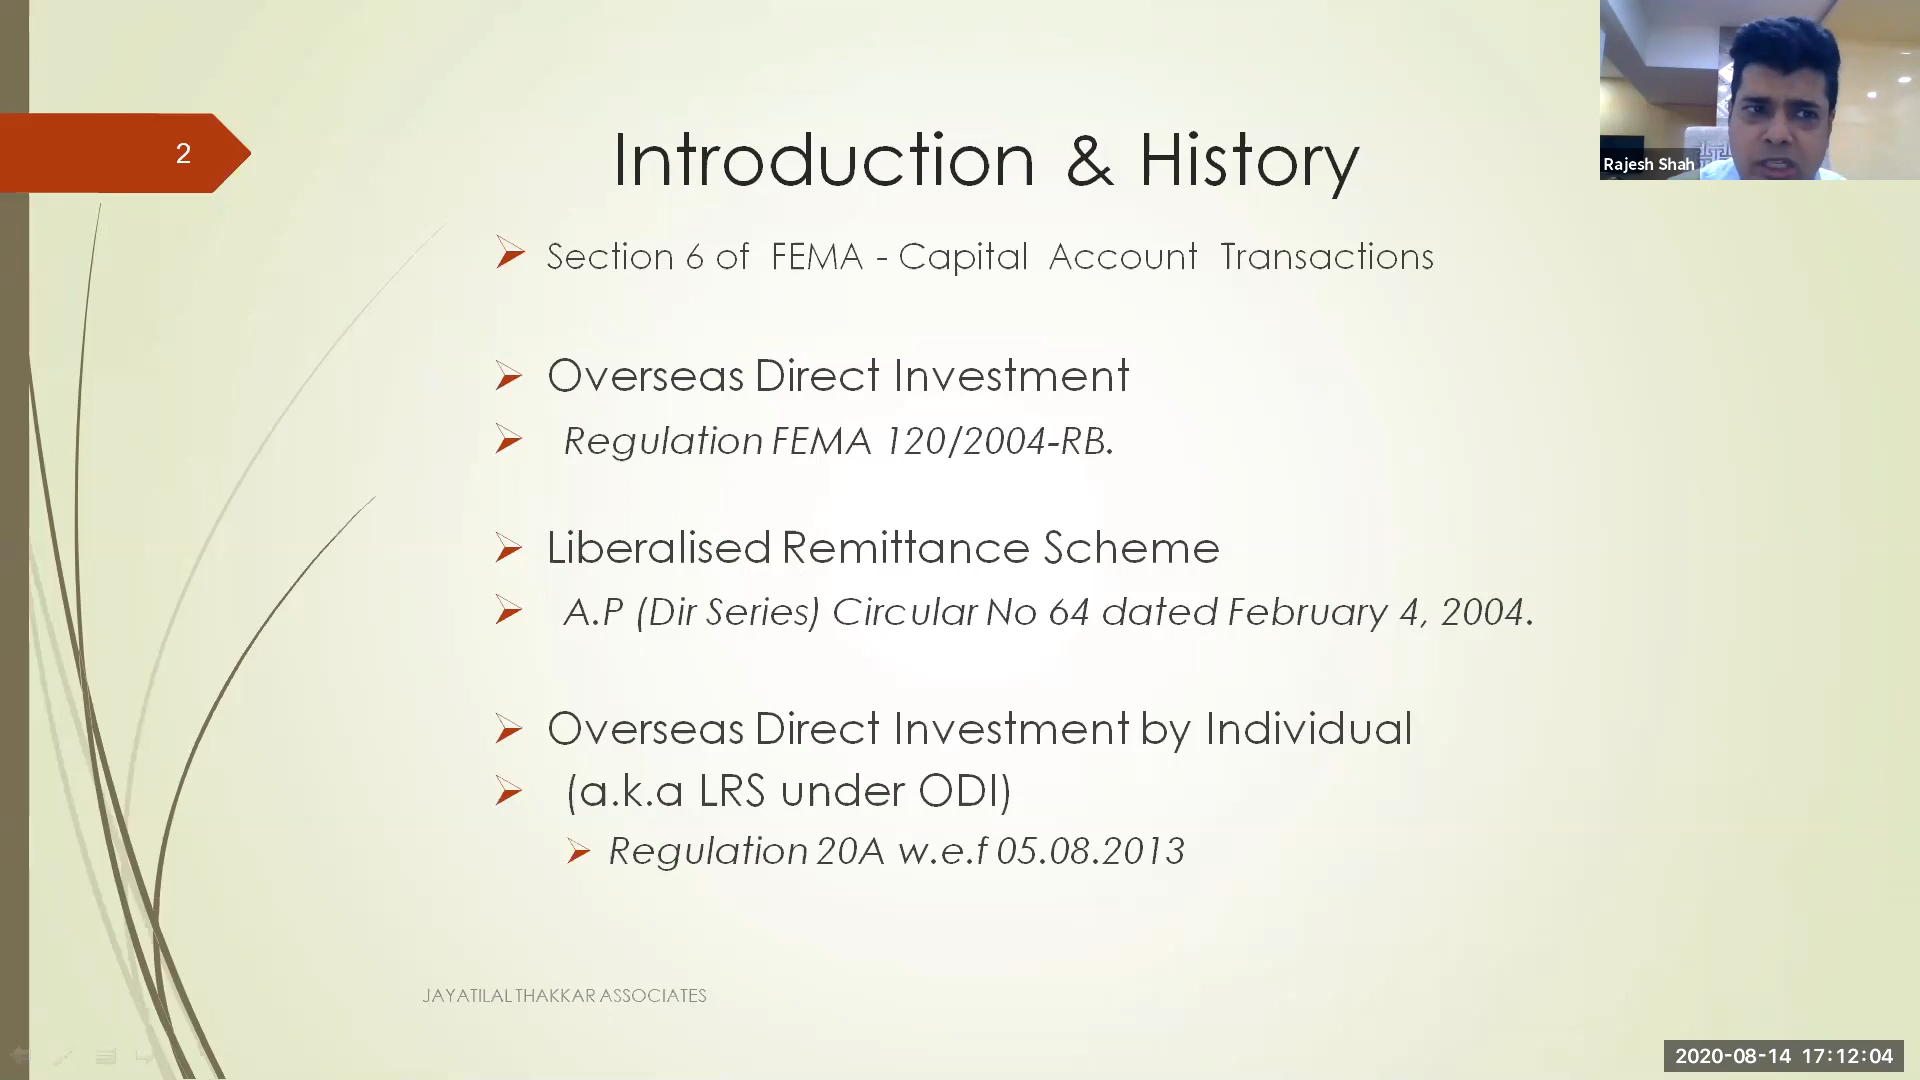 2
Introduction & History
Rajesh Shah
Section 6 of FEMA - Capital Account Transactions
Overseas Direct Investment
Regulation FEMA 120/2004-RB.
Liberalised Remittance Scheme
A.P (Dir Series) Circular No 64 dated February 4, 2004.
Overseas Direct Investment by Individual
(a.k.a LRS under ODI)
Regulation 20A w.e.f 05.08.2013
JAYATILAL THAKKAR ASSOCIATES
2020-08-14 17:12:04